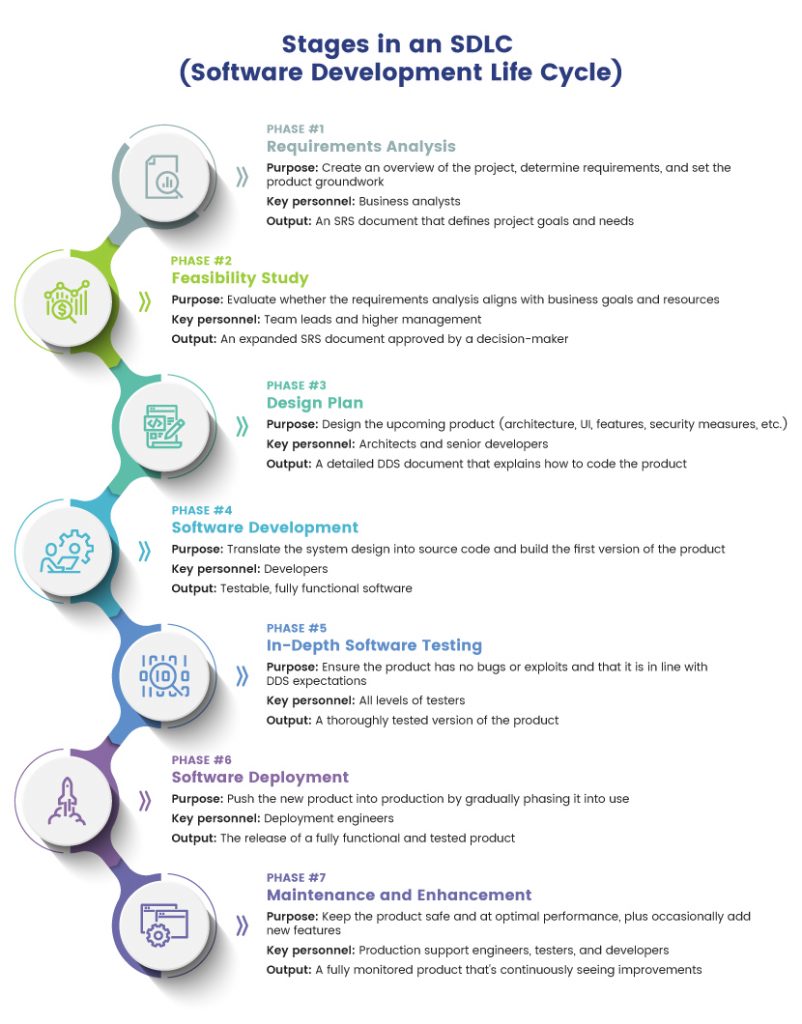 Stages in an SDLC
(Software Development Life Cycle)
PHASE #1
Requirements Analysis
Purpose: Create an overview of the project, determine requirements, and set the
product groundwork
Key personnel: Business analysts
Output: An SRS document that defines project goals and needs
PHASE #2
Feasibility Study
Purpose: Evaluate whether the requirements analysis aligns with business goals and resources
Key personnel: Team leads and higher management
Output: An expanded SRS document approved by a decision-maker
PHASE #3
Design Plan
Purpose: Design the upcoming product (architecture, UI, features, security measures, etc.)
Key personnel: Architects and senior developers
Output: A detailed DDS document that explains how to code the product
PHASE #4
Software Development
Purpose: Translate the system design into source code and build the first version of the product
Key personnel: Developers
Output: Testable, fully functional software
PHASE #5
In-Depth Software Testing
Purpose: Ensure the product has no bugs or exploits and that it is in line with
DDS expectations
Key personnel: All levels of testers
Output: A thoroughly tested version of the product
PHASE #6
Software Deployment
Purpose: Push the new product into production by gradually phasing it into use
Key personnel: Deployment engineers
Output: The release of a fully functional and tested product
PHASE #7
Maintenance and Enhancement
Purpose: Keep the product safe and at optimal performance, plus occasionally add
new features
Key personnel: Production support engineers, testers, and developers
Output: A fully monitored product that's continuously seeing improvements